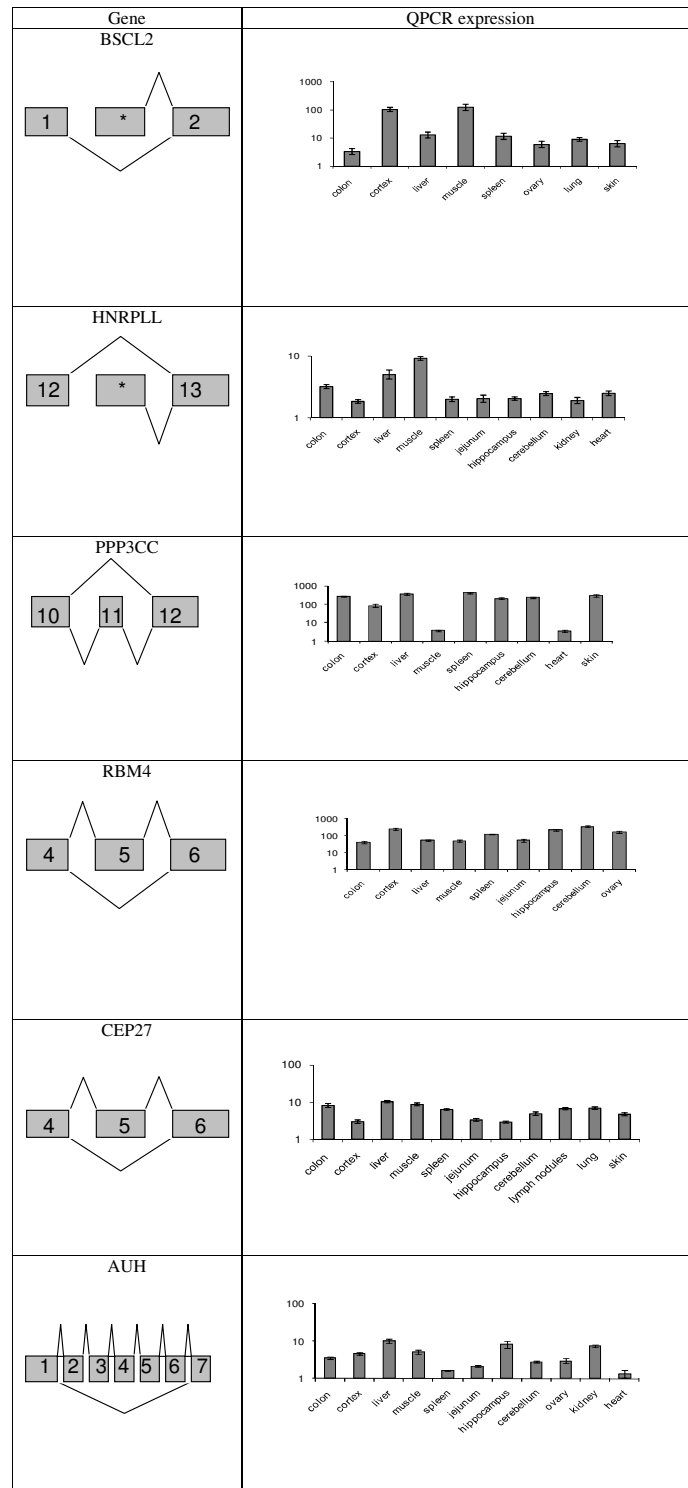 Gene QPCR expression
BSCL2
1 * 2
1000
100
10
1
colon cortex liver muscle spleen ovary lung skin
HNRPLL
12 * 13
10
1
colon cortex liver muscle spleen jejunum hippocampus cerebellum kidney heart
PPP3CC
10 11 12
1000
100
10
1
colon cortex liver muscle spleen hippocampus cerebellum heart skin
RBM4
4 5 6
1000
100
10
1
colon cortex liver muscle spleen jejunum hippocampus cerebellum ovary
CEP27
4 5 6
100
10
1
colon cortex liver muscle spleen jejunum hippocampus cerebellum lymph nodules lung skin
AUH
1 2 3 4 5 6 7
100
10
1
colon cortex liver muscle spleen jejunum hippocampus cerebellum ovary kidney heart